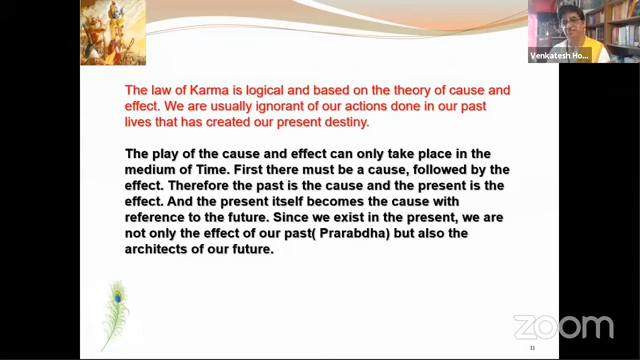 Venkatesh Ho...
The law of Karma is logical and based on the theory of cause and
effect. We are usually ignorant of our actions done in our past
lives that has created our present destiny.
The play of the cause and effect can only take place in the
medium of Time. First there must be a cause, followed by the
effect. Therefore the past is the cause and the present is the
effect. And the present itself becomes the cause with
reference to the future. Since we exist in the present, we are
not only the effect of our past( Prarabdha) but also the
architects of our future.
zoom
11